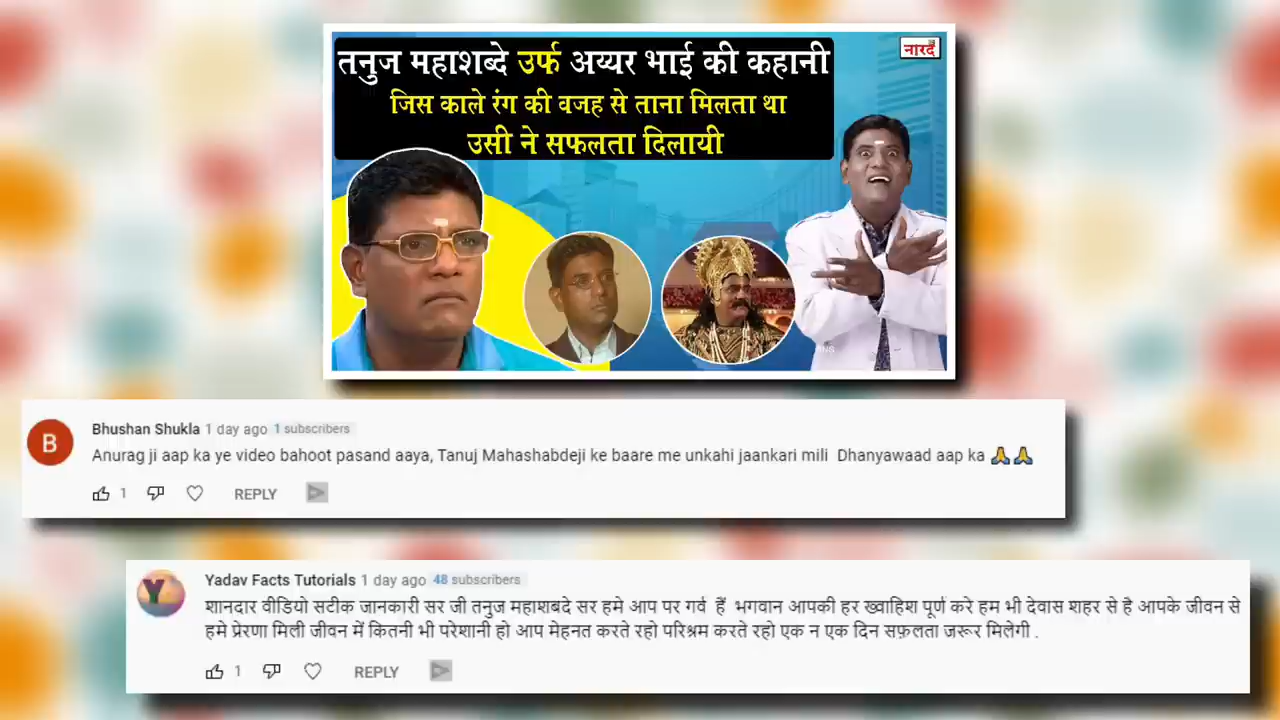 तनुज महाशब्दे उर्फ अय्यर भाई की कहानी
नारद
जिस काले रंग की वजह से ताना मिलता था
उसी ने सफलता दिलायी
B
Bhushan Shukla 1 day ago 1 subscribers
Anurag ji aap ka ye video bahoot pasand aaya, Tanuj Mahashabdeji ke baare me unkahi jaankari mili Dhanyawaad aap ka 🙏🙏
1 REPLY
Y
Yadav Facts Tutorials 1 day ago 48 subscribers
शानदार वीडियो सटीक जानकारी सर जी तनुज महाशबदे सर हमे आप पर गर्व हैं भगवान आपकी हर ख्वाहिश पूर्ण करे हम भी देवास शहर से है आपके जीवन से
हमे प्रेरणा मिली जीवन में कितनी भी परेशानी हो आप मेहनत करते रहो परिश्रम करते रहो एक न एक दिन सफ़लता जरूर मिलेगी .
1 REPLY